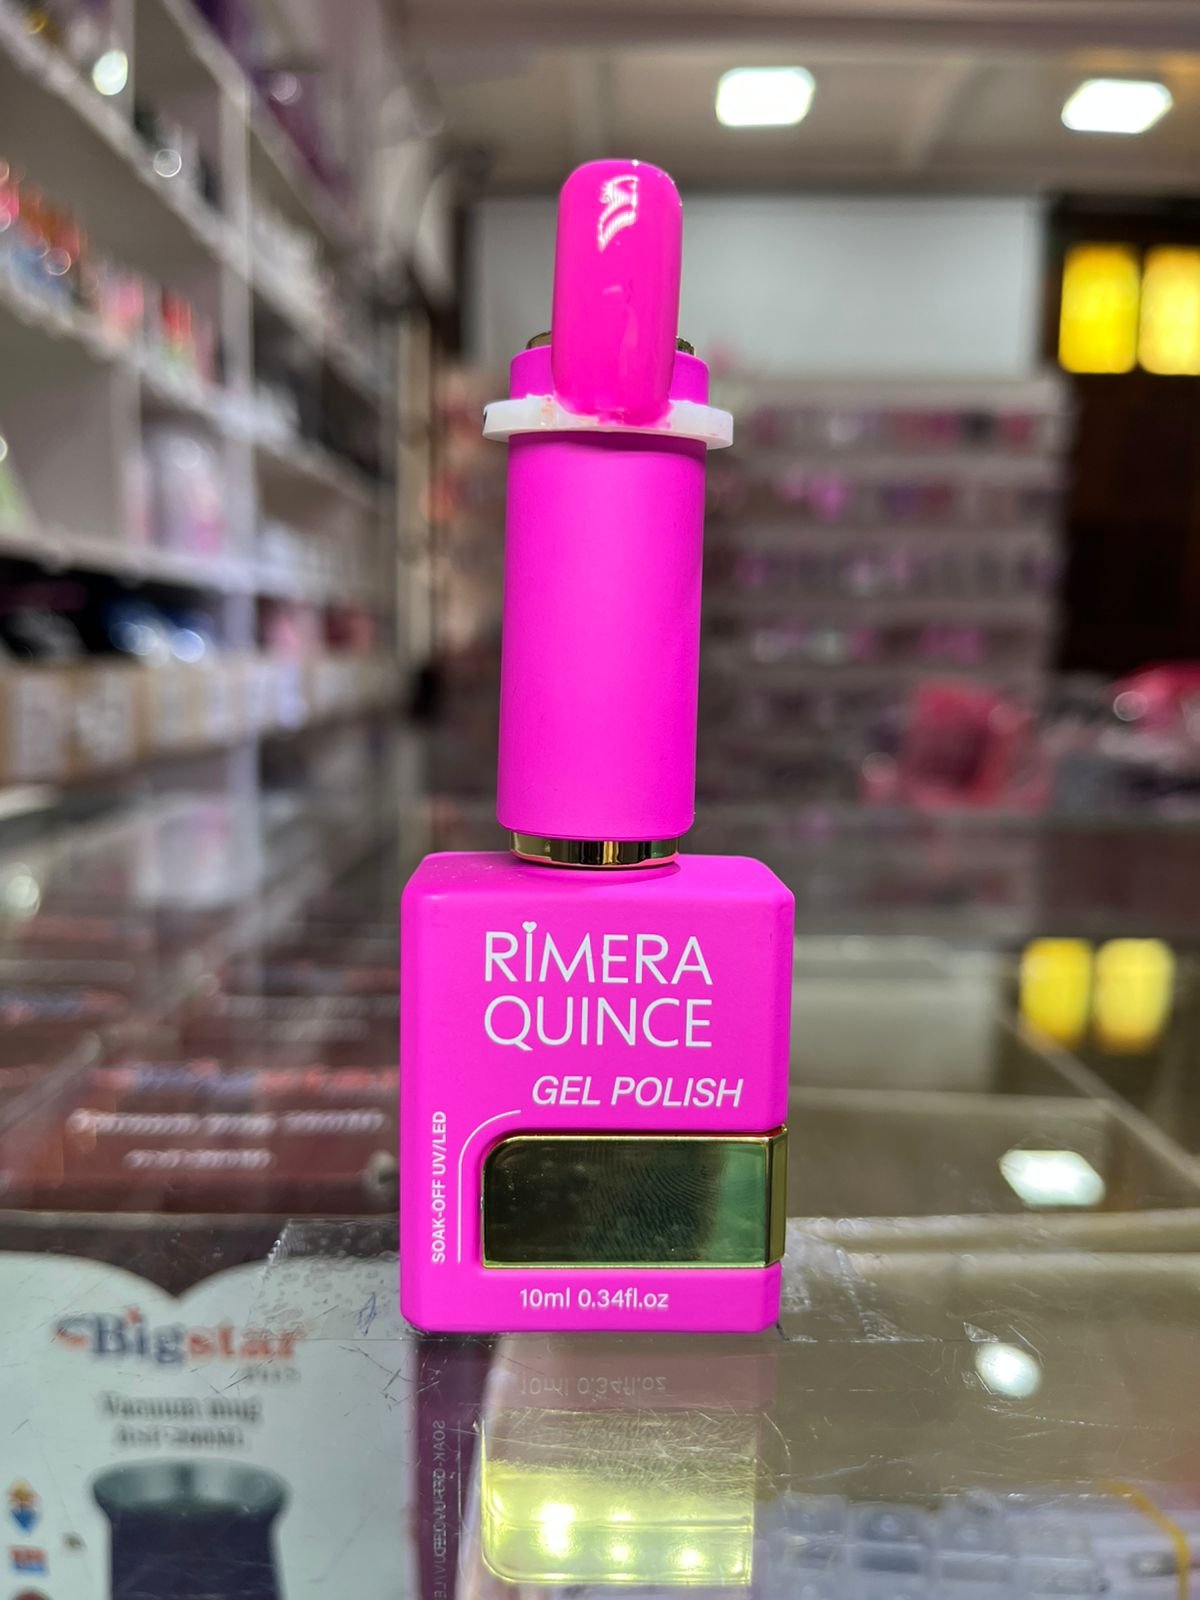 RIMERA
QUINCE
GEL POLISH
SOAK-OFF UV/LED
10ml 0.34fl.oz
Bigstar
Vacuum mug